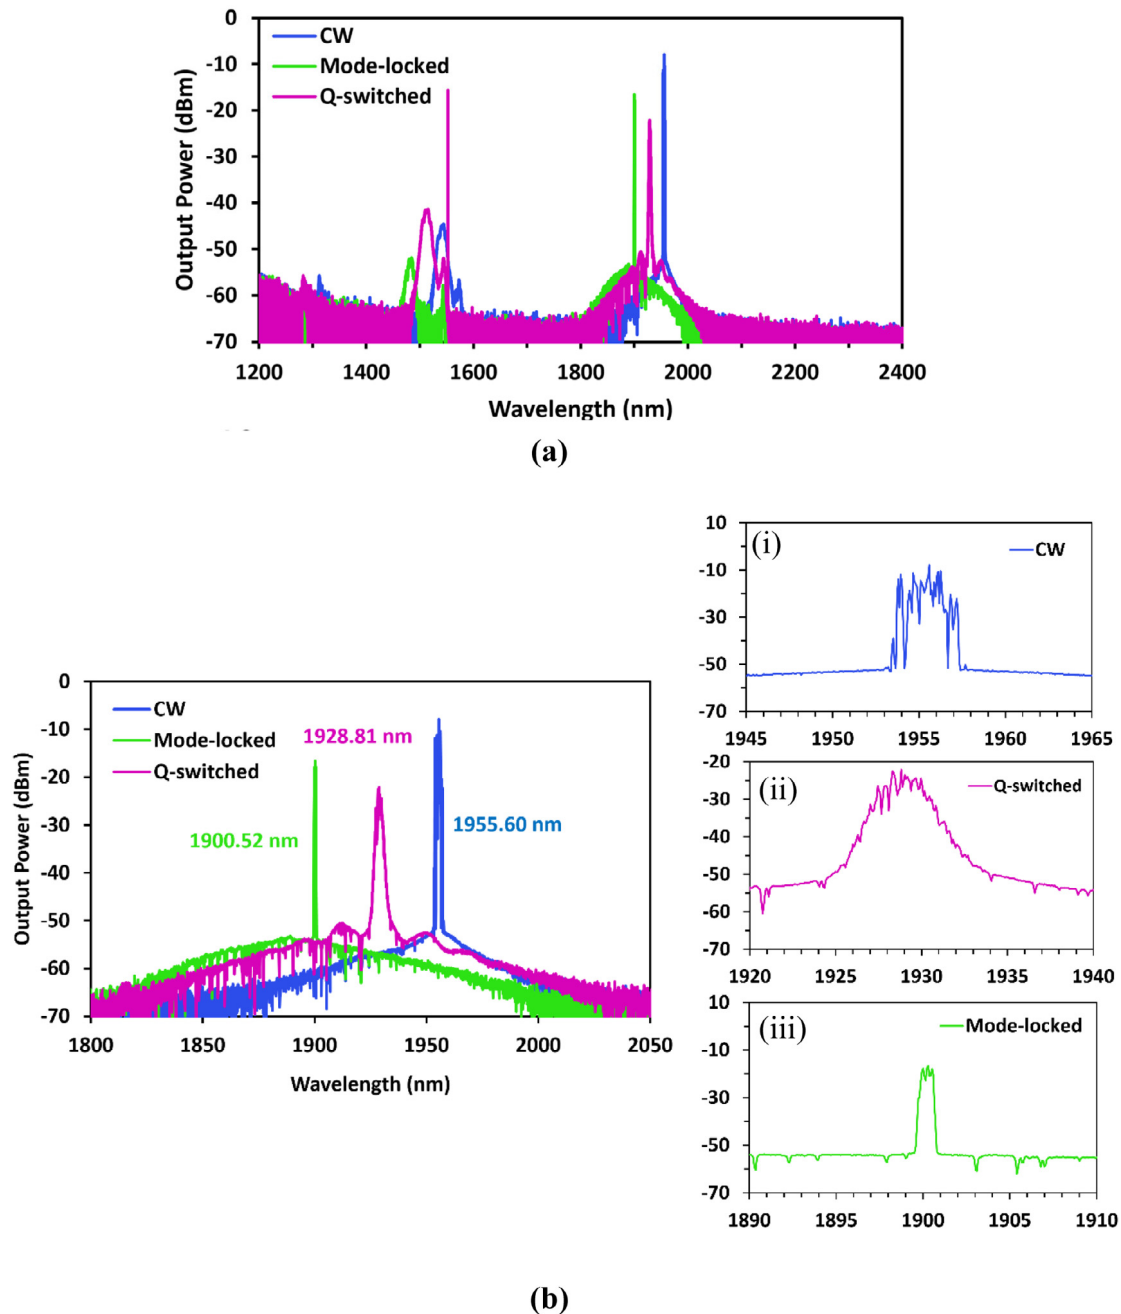 0
-10
-20
-30
-40
-50
-60
-70
Output Power (dBm)
CW
Mode-locked
Q-switched
1200 1400 1600 1800 2000 2200 2400
Wavelength (nm)
(a)
0
-10
-20
-30
-40
-50
-60
-70
Output Power (dBm)
CW
Mode-locked
Q-switched
1928.81 nm
1900.52 nm
1955.60 nm
1800 1850 1900 1950 2000 2050
Wavelength (nm)
(i)
CW
10
-10
-30
-50
-70
1945 1950 1955 1960 1965
(ii)
Q-switched
-20
-30
-40
-50
-60
-70
1920 1925 1930 1935 1940
(iii)
Mode-locked
10
-10
-30
-50
-70
1890 1895 1900 1905 1910
(b)